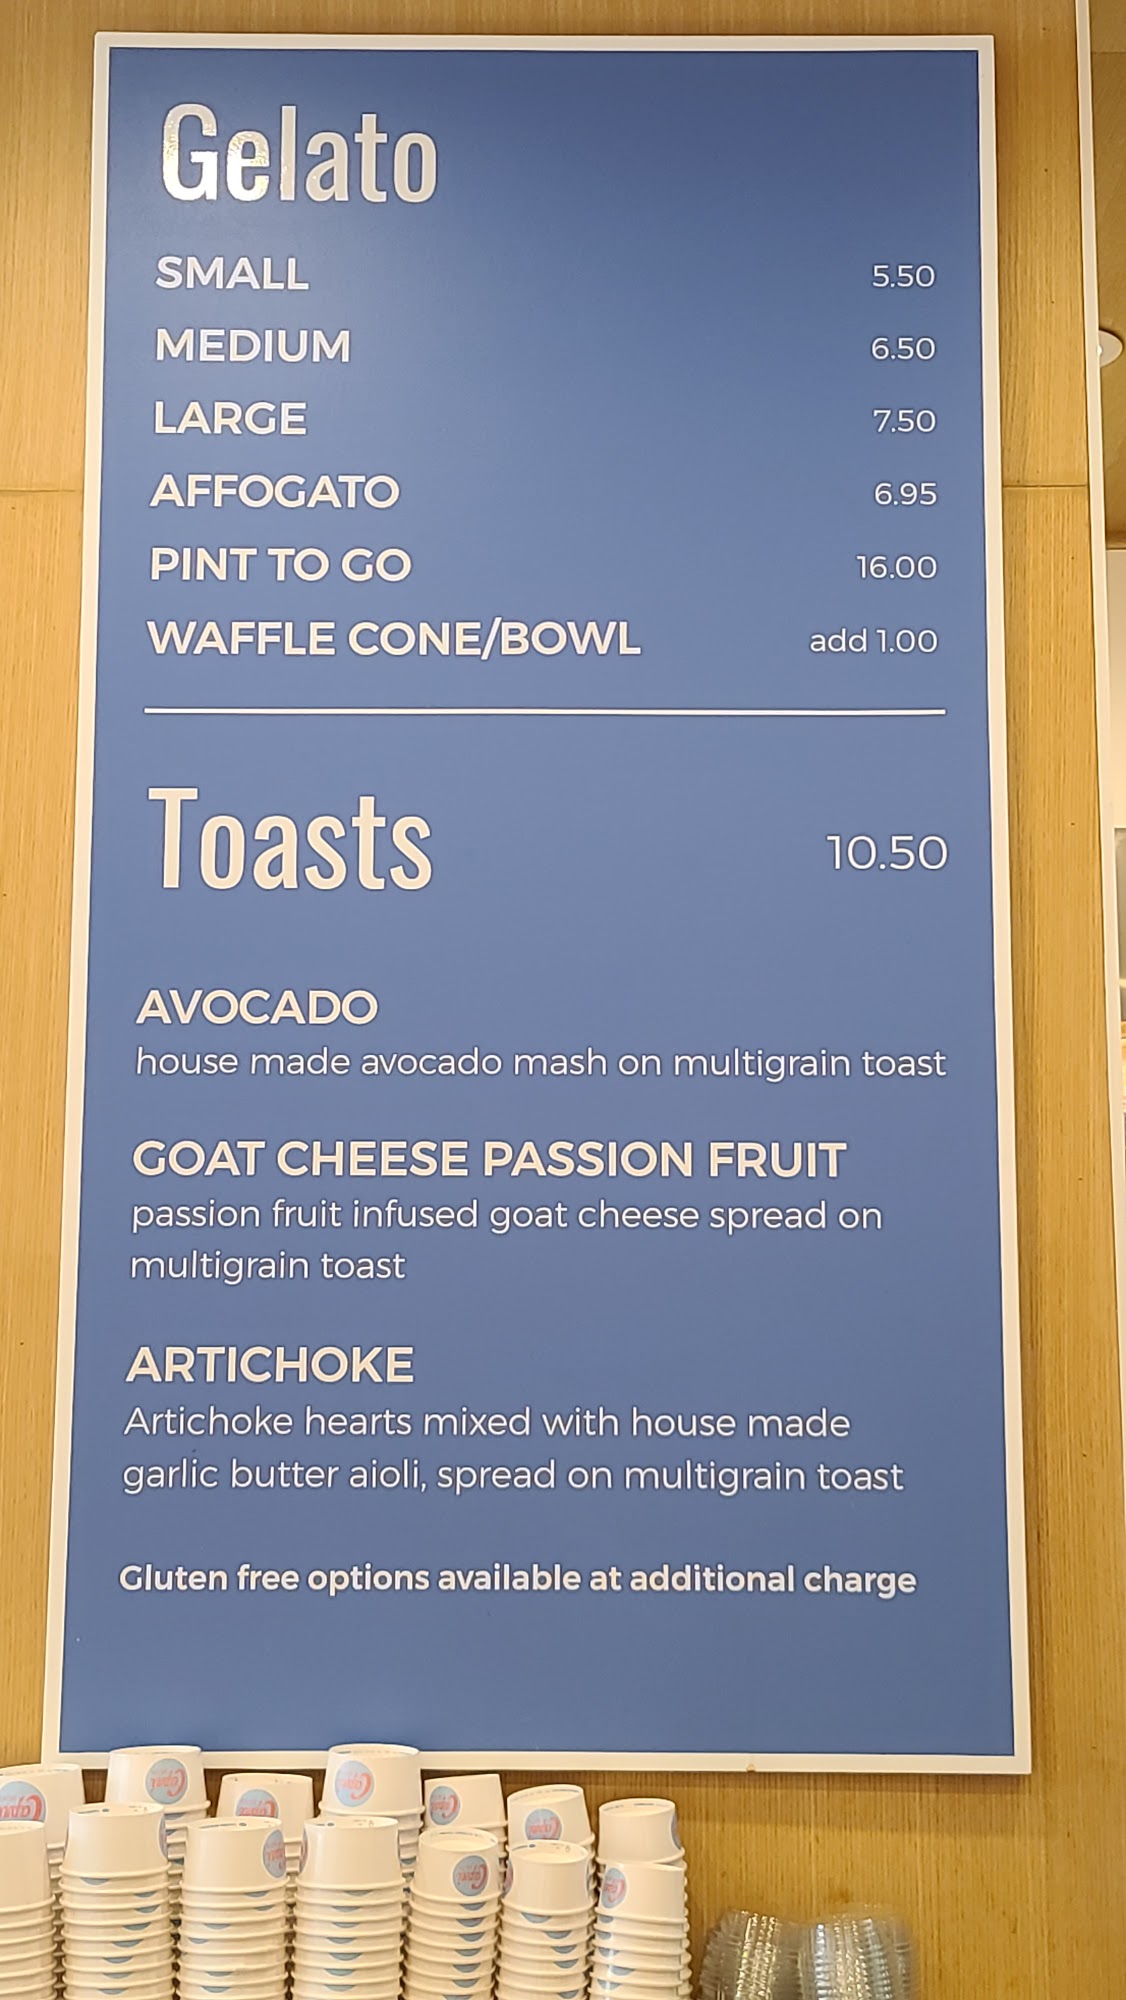 Gelato
SMALL 5.50
MEDIUM 6.50
LARGE 7.50
AFFOGATO 6.95
PINT TO GO 16.00
WAFFLE CONE/BOWL add 1.00
Toasts 10.50
AVOCADO
house made avocado mash on multigrain toast
GOAT CHEESE PASSION FRUIT
passion fruit infused goat cheese spread on
multigrain toast
ARTICHOKE
Artichoke hearts mixed with house made
garlic butter aioli, spread on multigrain toast
Gluten free options available at additional charge